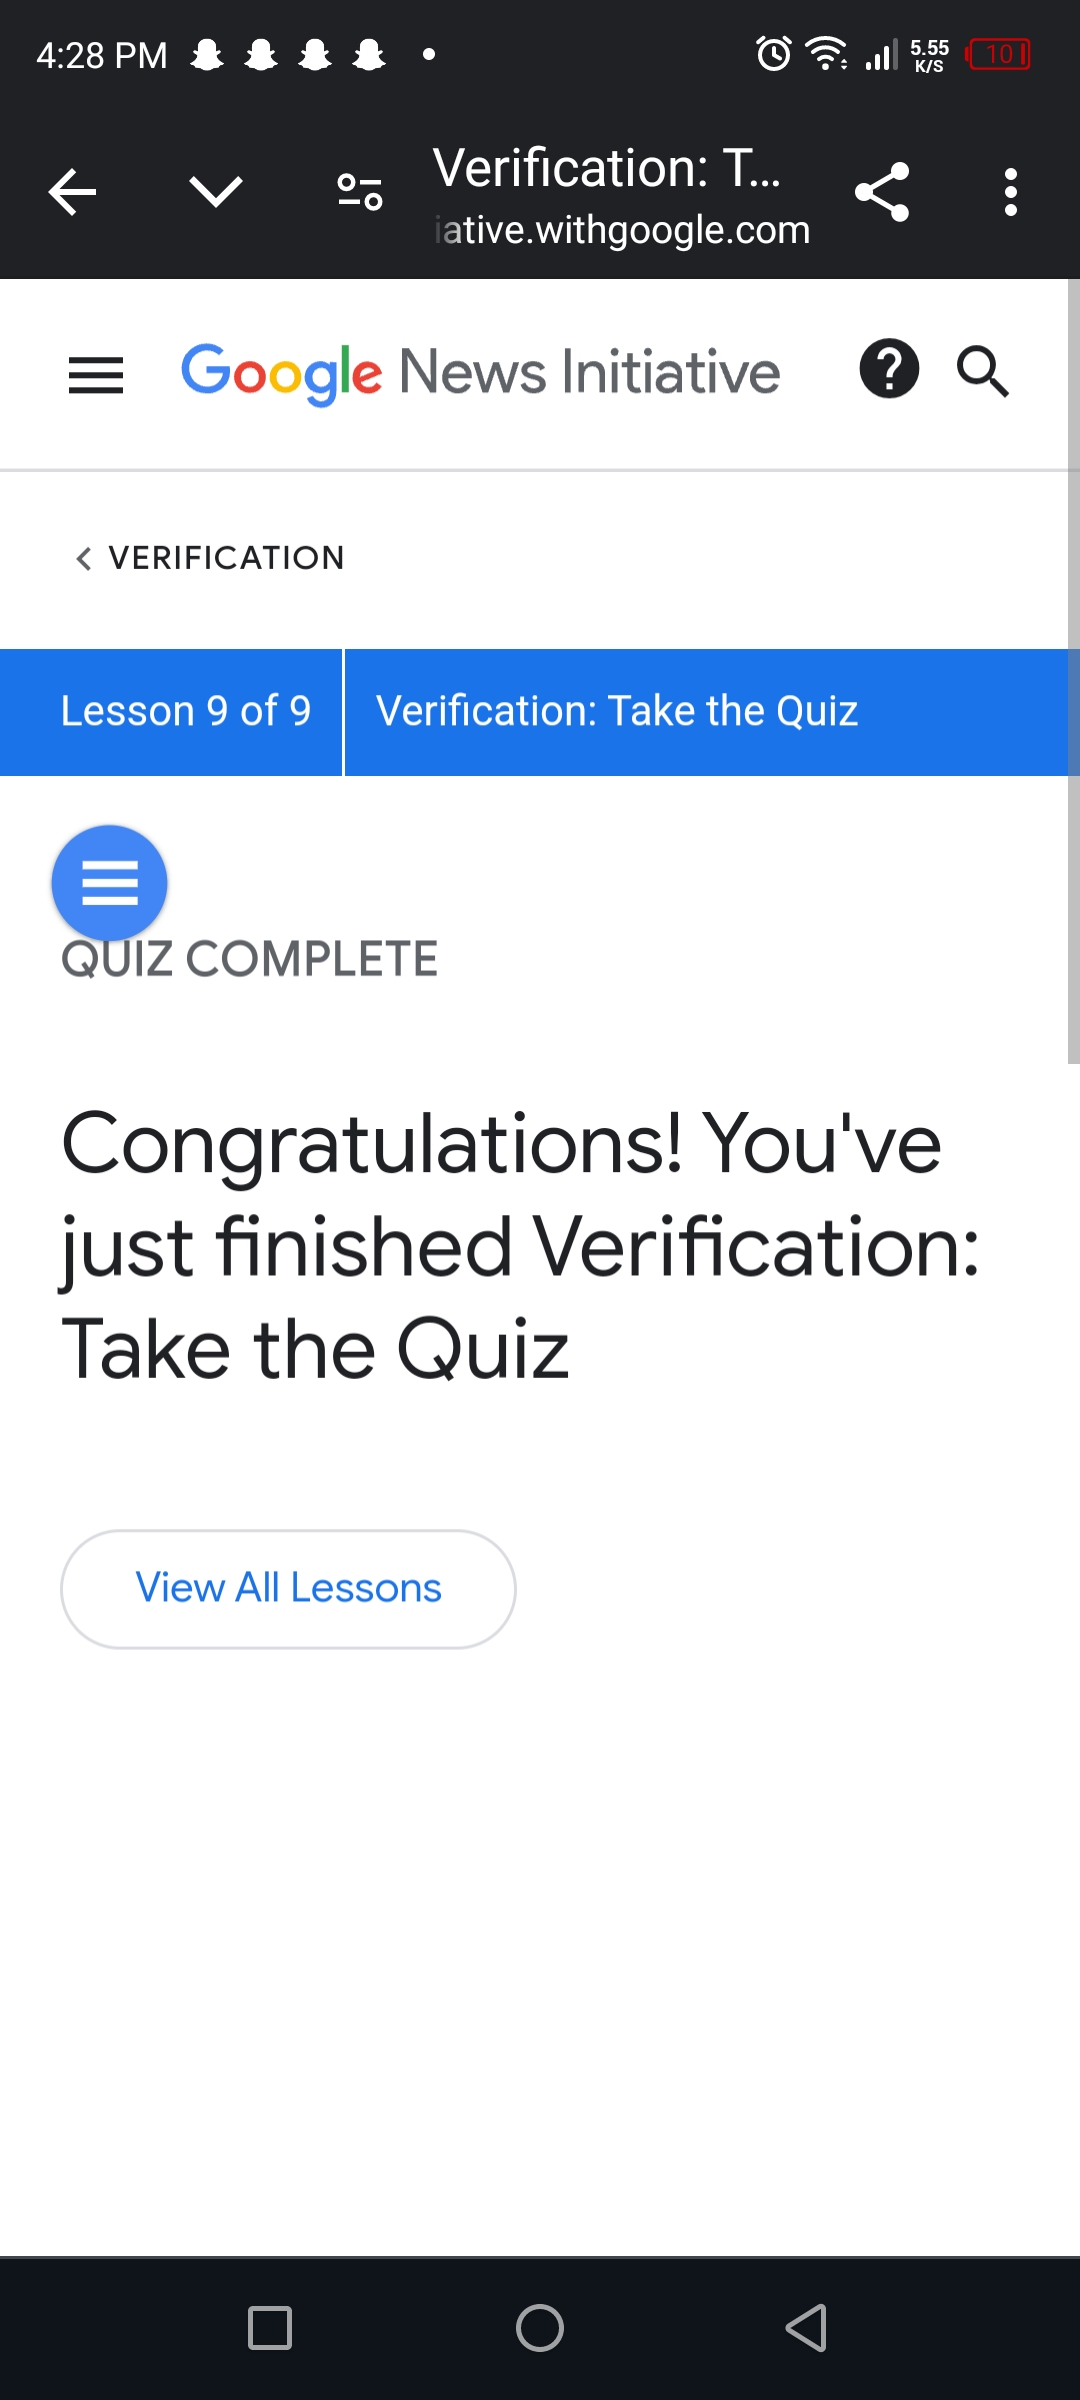 4:28 PM
5.55
K/S
10
Verification: T...
iative.withgoogle.com
Google News Initiative
VERIFICATION
Lesson 9 of 9
Verification: Take the Quiz
QUIZ COMPLETE
Congratulations! You've
just finished Verification:
Take the Quiz
View All Lessons